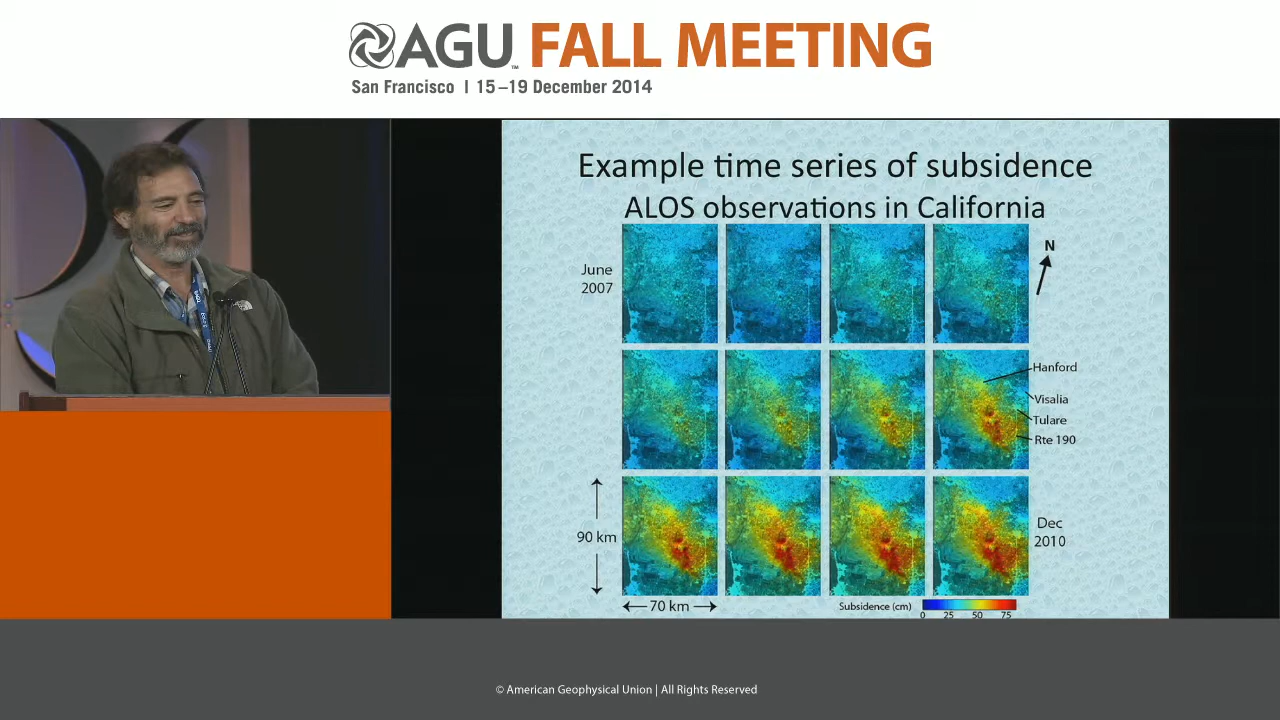 AGU FALL MEETING
San Francisco | 15–19 December 2014
Example time series of subsidence
ALOS observations in California
June
2007
N
Hanford
Visalia
Tulare
Rte 190
90 km
Dec
2010
70 km
Subsidence (cm)
0 25 50 75
© American Geophysical Union | All Rights Reserved